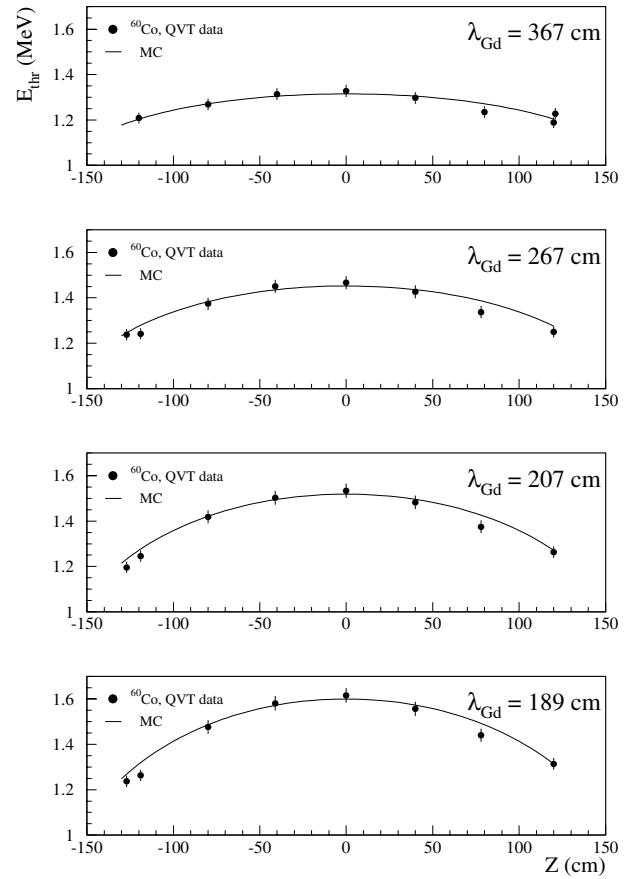 E_thr (MeV)
1.6
1.4
1.2
1
⁶⁰Co, QVT data
MC
λ_Gd = 367 cm
-150 -100 -50 0 50 100 150
1.6
1.4
1.2
1
⁶⁰Co, QVT data
MC
λ_Gd = 267 cm
-150 -100 -50 0 50 100 150
1.6
1.4
1.2
1
⁶⁰Co, QVT data
MC
λ_Gd = 207 cm
-150 -100 -50 0 50 100 150
1.6
1.4
1.2
1
⁶⁰Co, QVT data
MC
λ_Gd = 189 cm
-150 -100 -50 0 50 100 150
Z (cm)